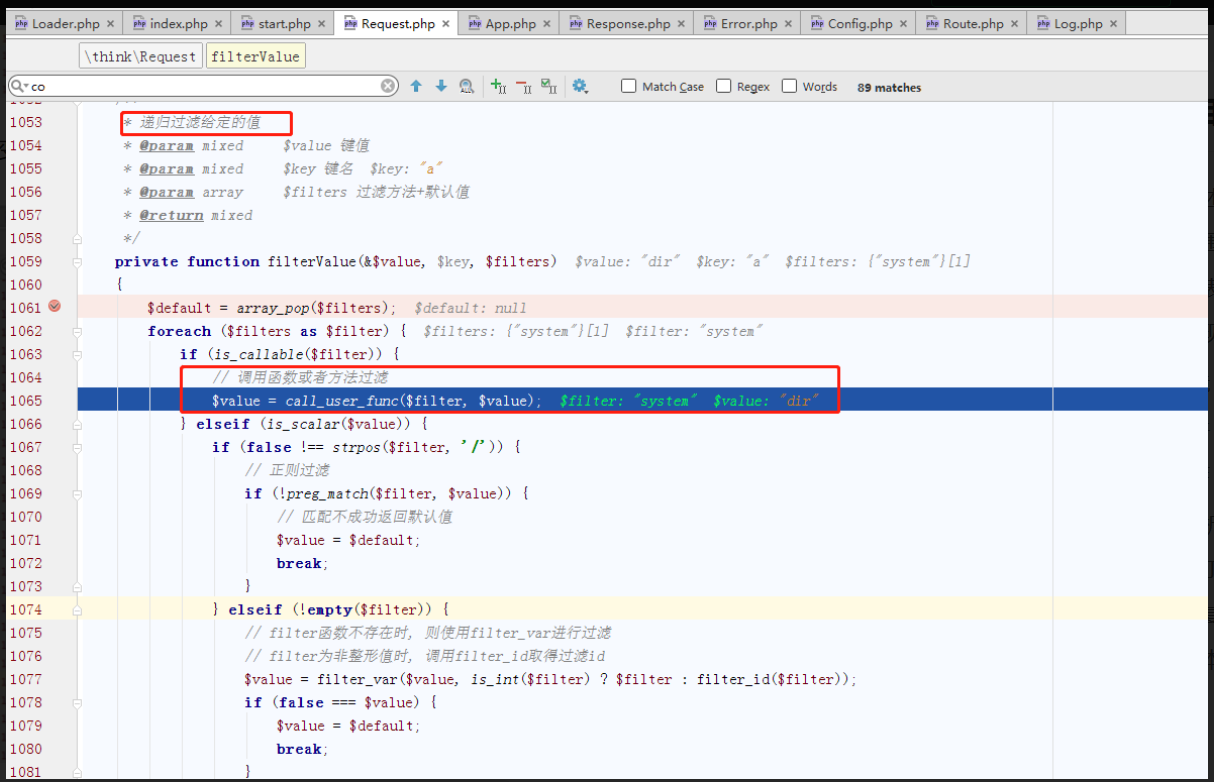 Loader.php × index.php × start.php × Request.php × App.php × Response.php × Error.php × Config.php × Route.php × Log.php ×
\think\Request filterValue
co Match Case Regex Words 89 matches
1053 * 递归过滤给定的值
1054 * @param mixed $value 键值
1055 * @param mixed $key 键名 $key: "a"
1056 * @param array $filters 过滤方法+默认值
1057 * @return mixed
1058 */
1059 private function filterValue(&$value, $key, $filters) $value: "dir" $key: "a" $filters: {"system"}[1]
1060 {
1061 $default = array_pop($filters); $default: null
1062 foreach ($filters as $filter) { $filters: {"system"}[1] $filter: "system"
1063 if (is_callable($filter)) {
1064 // 调用函数或者方法过滤
1065 $value = call_user_func($filter, $value); $filter: "system" $value: "dir"
1066 } elseif (is_scalar($value)) {
1067 if (false !== strpos($filter, '/')) {
1068 // 正则过滤
1069 if (!preg_match($filter, $value)) {
1070 // 匹配不成功返回默认值
1071 $value = $default;
1072 break;
1073 }
1074 } elseif (!empty($filter)) {
1075 // filter函数不存在时, 则使用filter_var进行过滤
1076 // filter为非整形值时, 调用filter_id取得过滤id
1077 $value = filter_var($value, is_int($filter) ? $filter : filter_id($filter));
1078 if (false === $value) {
1079 $value = $default;
1080 break;
1081 }